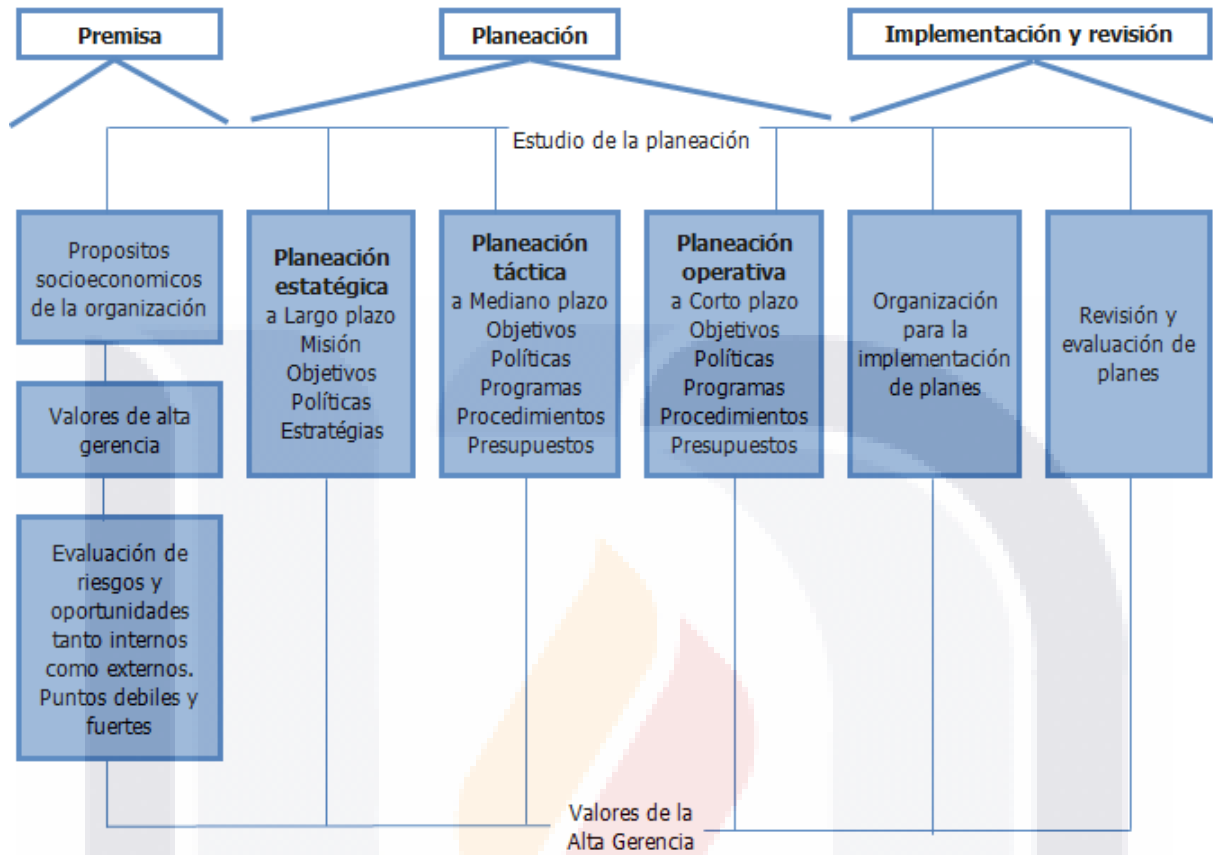 Premisa
Planeación
Implementación y revisión
Estudio de la planeación
Propositos
socioeconomicos
de la organización
Valores de alta
gerencia
Evaluación de
riesgos y
oportunidades
tanto internos
como externos.
Puntos debiles y
fuertes
Planeación
estatégica
a Largo plazo
Misión
Objetivos
Políticas
Estratégias
Planeación
táctica
a Mediano plazo
Objetivos
Políticas
Programas
Procedimientos
Presupuestos
Planeación
operativa
a Corto plazo
Objetivos
Políticas
Programas
Procedimientos
Presupuestos
Organización
para la
implementación
de planes
Revisión y
evaluación de
planes
Valores de la
Alta Gerencia